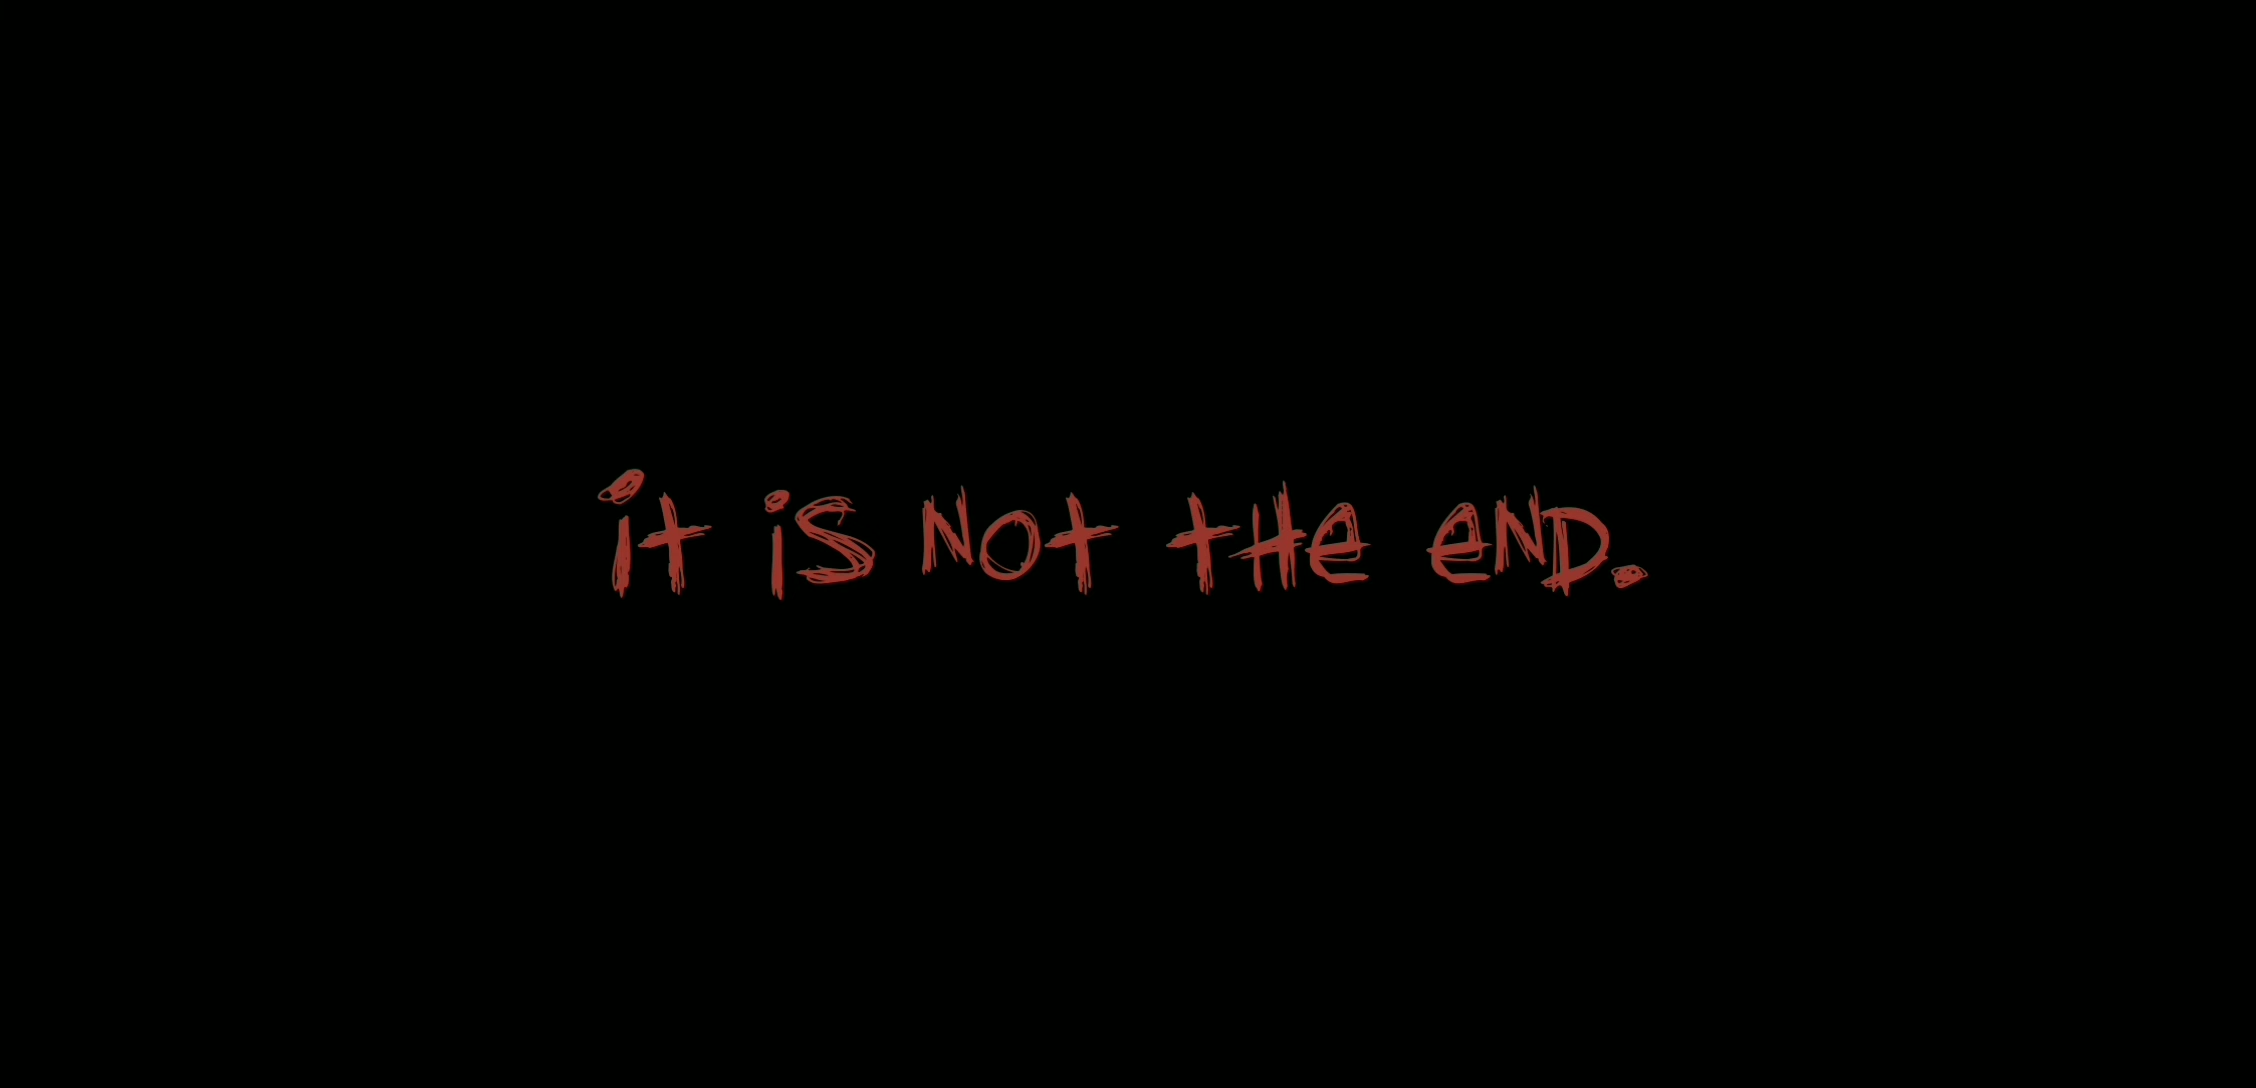 it is not the end.